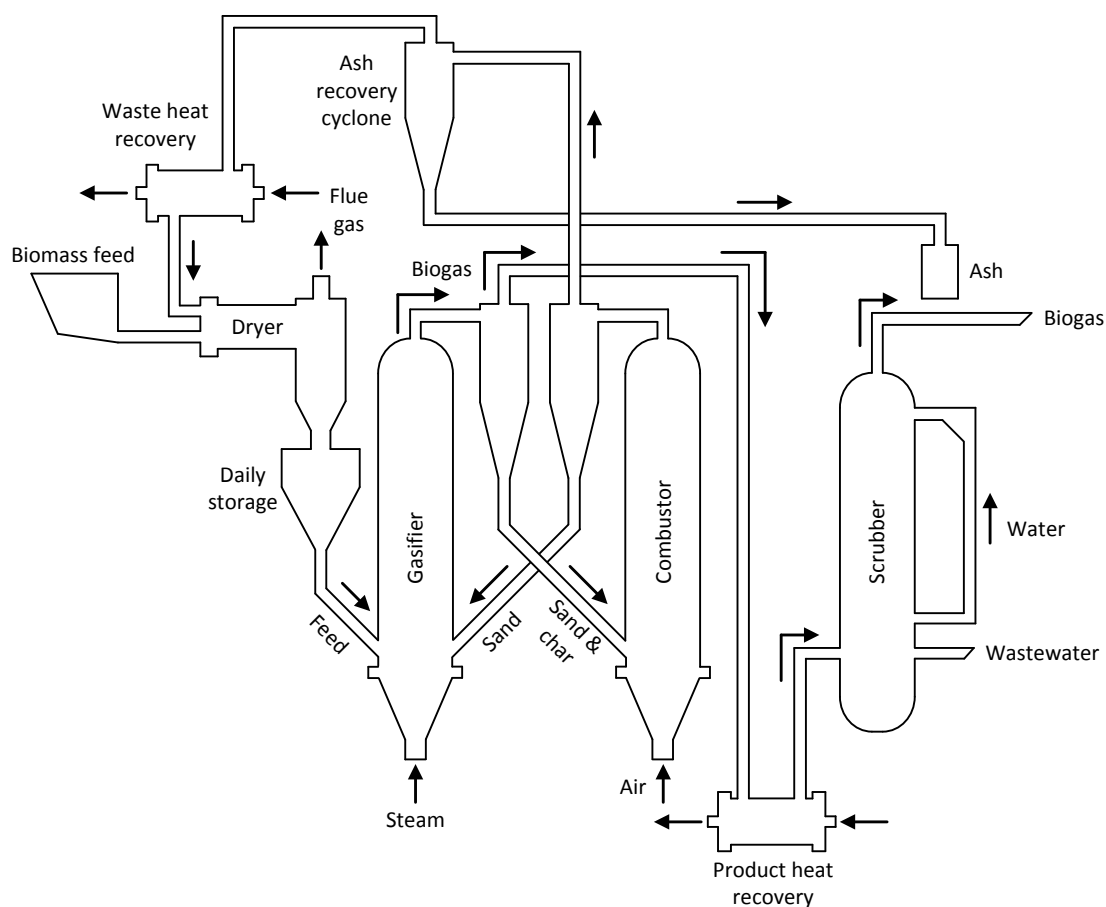 Ash
recovery
cyclone
Waste heat
recovery
Flue
gas
Biomass feed
Biogas
Ash
Dryer
Biogas
Daily
storage
Gasifier
Combustor
Scrubber
Water
Feed
Sand
Sand &
char
Wastewater
Air
Steam
Product heat
recovery